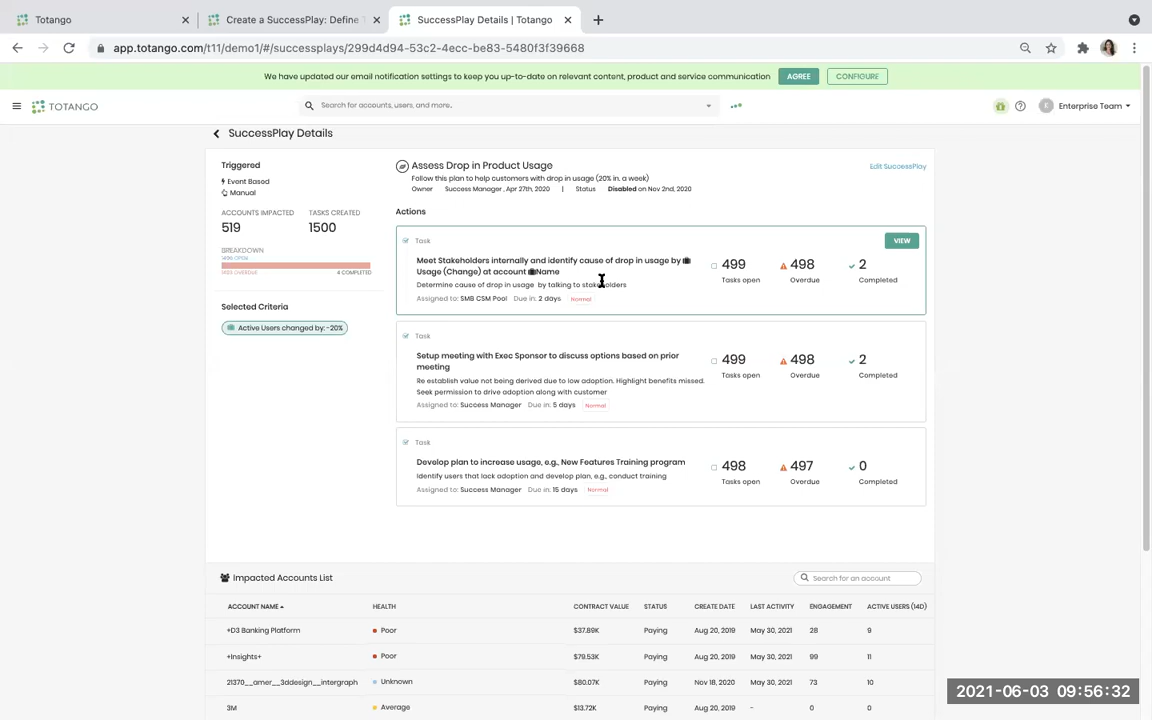 Totango
Create a SuccessPlay: Define T
SuccessPlay Details | Totango
app.totango.com/t11/demo1/#/successplays/299d4d94-53c2-4ecc-be83-5480f3f39668
We have updated our email notification settings to keep you up-to-date on relevant content, product and service communication
AGREE
CONFIGURE
TOTANGO
Search for accounts, users, and more..
E
Enterprise Team
SuccessPlay Details
Triggered
Event Based
Manual
ACCOUNTS IMPACTED
TASKS CREATED
519
1500
BREAKDOWN
1496 OPEN
1493 OVERDUE
4 COMPLETED
Selected Criteria
Active Users changed by: -20%
Assess Drop in Product Usage
Edit SuccessPlay
Follow this plan to help customers with drop in usage (20% in. a week)
Owner Success Manager , Apr 27th, 2020 | Status Disabled on Nov 2nd, 2020
Actions
Task
VIEW
Meet Stakeholders internally and identify cause of drop in usage by
Usage (Change) at account Name
Determine cause of drop in usage by talking to stakeholders
Assigned to: SMB CSM Pool Due in: 2 days Normal
499
Tasks open
498
Overdue
2
Completed
Task
Setup meeting with Exec Sponsor to discuss options based on prior
meeting
Re establish value not being derived due to low adoption. Highlight benefits missed.
Seek permission to drive adoption along with customer
Assigned to: Success Manager Due in: 5 days Normal
499
Tasks open
498
Overdue
2
Completed
Task
Develop plan to increase usage, e.g., New Features Training program
Identify users that lack adoption and develop plan, e.g., conduct training
Assigned to: Success Manager Due in: 15 days Normal
498
Tasks open
497
Overdue
0
Completed
Impacted Accounts List
Search for an account
ACCOUNT NAME HEALTH CONTRACT VALUE STATUS CREATE DATE LAST ACTIVITY ENGAGEMENT ACTIVE USERS (14D)
+D3 Banking Platform Poor $37.89K Paying Aug 20, 2019 May 30, 2021 28 9
+Insights+ Poor $79.53K Paying Aug 20, 2019 May 30, 2021 99 11
21370__amer__3ddesign__intergraph Unknown $80.07K Paying Nov 18, 2020 May 30, 2021 73 10
3M Average $13.72K Paying Aug 20, 2019 - 0 0
2021-06-03 09:56:32